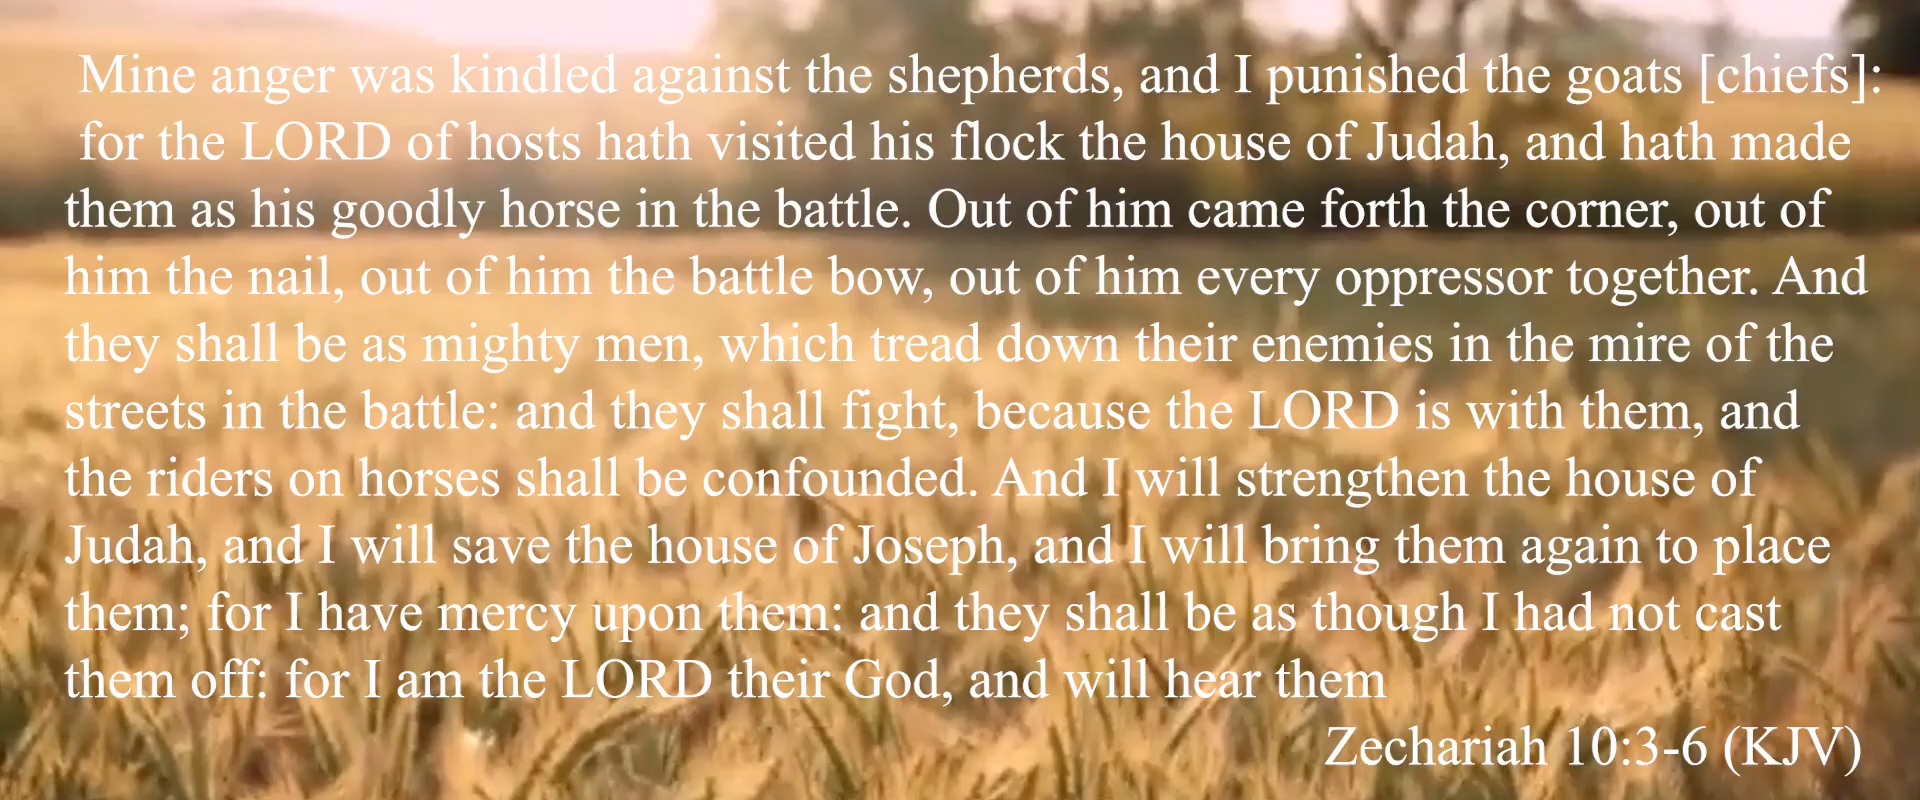 Mine anger was kindled against the shepherds, and I punished the goats [chiefs]:
for the LORD of hosts hath visited his flock the house of Judah, and hath made
them as his goodly horse in the battle. Out of him came forth the corner, out of
him the nail, out of him the battle bow, out of him every oppressor together. And
they shall be as mighty men, which tread down their enemies in the mire of the
streets in the battle: and they shall fight, because the LORD is with them, and
the riders on horses shall be confounded. And I will strengthen the house of
Judah, and I will save the house of Joseph, and I will bring them again to place
them; for I have mercy upon them: and they shall be as though I had not cast
them off: for I am the LORD their God, and will hear them
Zechariah 10:3-6 (KJV)